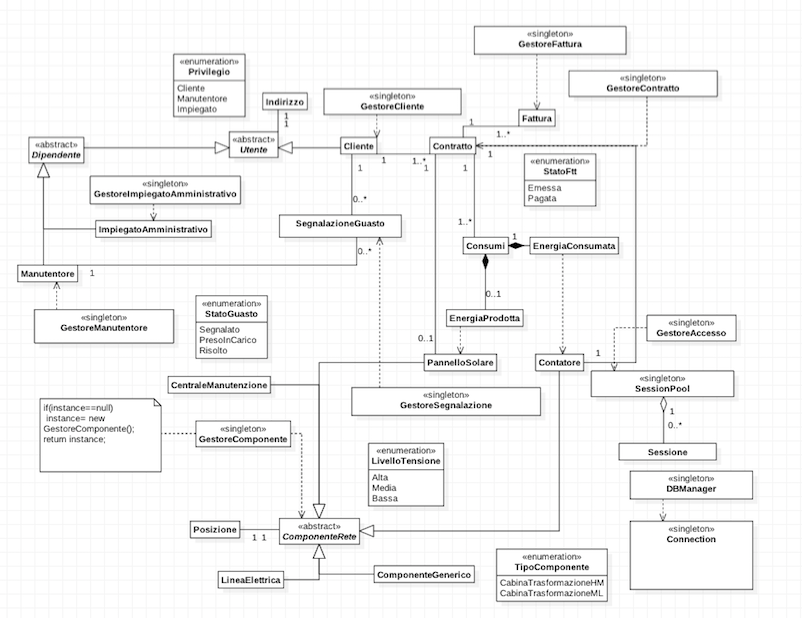 «singleton»
GestoreFattura
«enumeration»
Privilegio
Cliente
Manutentore
Impiegato
«singleton»
GestoreContratto
Indirizzo
«singleton»
GestoreCliente
Fattura
1
1
1
1..*
«abstract»
Dipendente
«abstract»
Utente
Cliente
Contratto
1
1..*
1
1
1
1
«enumeration»
StatoFtt
Emessa
Pagata
«singleton»
GestoreImpiegatoAmministrativo
0..*
ImpiegatoAmministrativo
SegnalazioneGuasto
1..*
Consumi
1
EnergiaConsumata
0..*
Manutentore
1
0..1
«singleton»
GestoreManutentore
«enumeration»
StatoGuasto
Segnalato
PresoInCarico
Risolto
EnergiaProdotta
«singleton»
GestoreAccesso
0..1
PannelloSolare
Contatore
1
CentraleManutenzione
«singleton»
SessionPool
«singleton»
GestoreSegnalazione
if(instance==null)
instance= new
GestoreComponente();
return instance;
1
0..*
«singleton»
GestoreComponente
«enumeration»
LivelloTensione
Alta
Media
Bassa
Sessione
«singleton»
DBManager
Posizione
1 1
«abstract»
ComponenteRete
«singleton»
Connection
LineaElettrica
ComponenteGenerico
«enumeration»
TipoComponente
CabinaTrasformazioneHM
CabinaTrasformazioneML